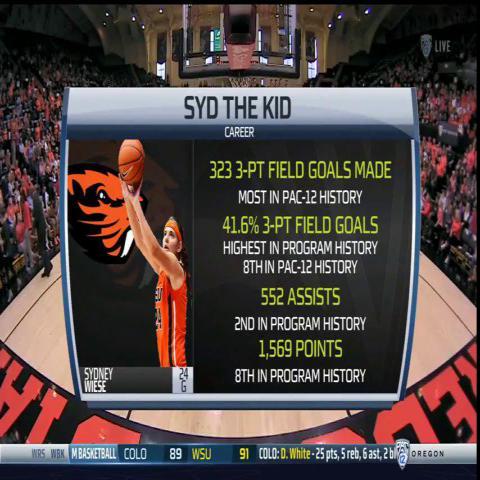 LIVE
SYD THE KID
CAREER
323 3-PT FIELD GOALS MADE
MOST IN PAC-12 HISTORY
41.6% 3-PT FIELD GOALS
HIGHEST IN PROGRAM HISTORY
8TH IN PAC-12 HISTORY
552 ASSISTS
2ND IN PROGRAM HISTORY
1,569 POINTS
8TH IN PROGRAM HISTORY
SYDNEY
WIESE
24
G
WRS WBK M BASKETBALL COLO 89 WSU 91 COLO: D. White - 25 pts, 5 reb, 6 ast, 2 b OREGON